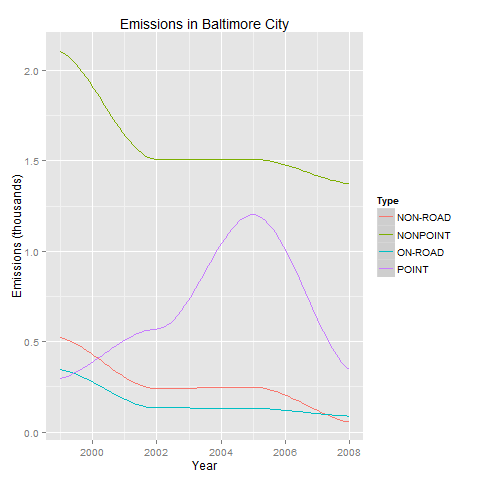 Emissions in Baltimore City
Emissions (thousands)
2.0
1.5
1.0
0.5
0.0
2000
2002
2004
2006
2008
Year
Type
NON-ROAD
NONPOINT
ON-ROAD
POINT